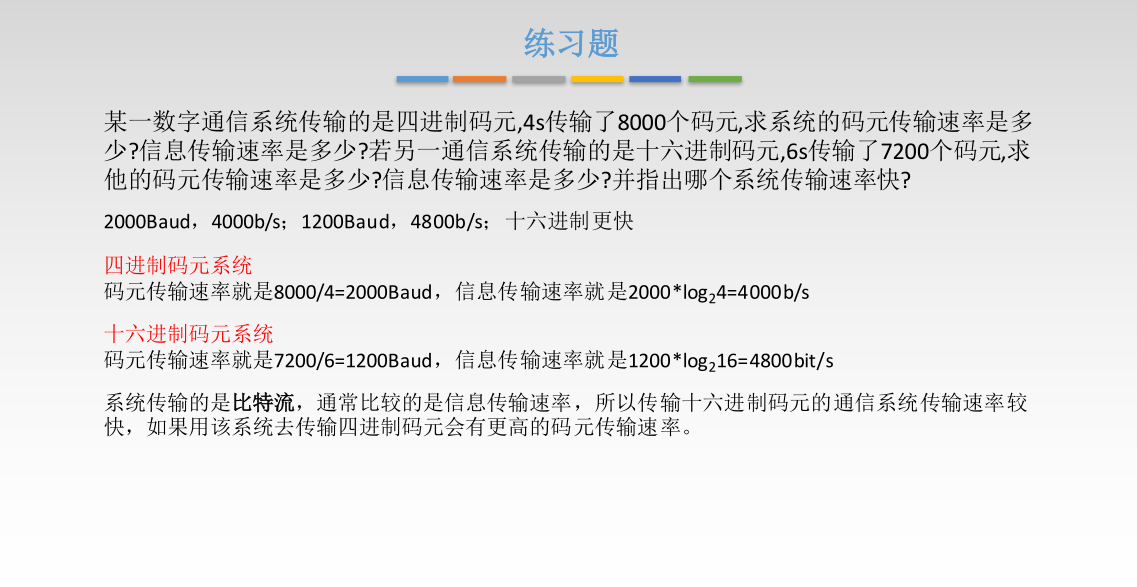 练习题
某一数字通信系统传输的是四进制码元,4s传输了8000个码元,求系统的码元传输速率是多
少?信息传输速率是多少?若另一通信系统传输的是十六进制码元,6s传输了7200个码元,求
他的码元传输速率是多少?信息传输速率是多少?并指出哪个系统传输速率快?
2000Baud，4000b/s；1200Baud，4800b/s；十六进制更快
四进制码元系统
码元传输速率就是8000/4=2000Baud，信息传输速率就是2000*log₂4=4000b/s
十六进制码元系统
码元传输速率就是7200/6=1200Baud，信息传输速率就是1200*log₂16=4800bit/s
系统传输的是比特流，通常比较的是信息传输速率，所以传输十六进制码元的通信系统传输速率较
快，如果用该系统去传输四进制码元会有更高的码元传输速率。